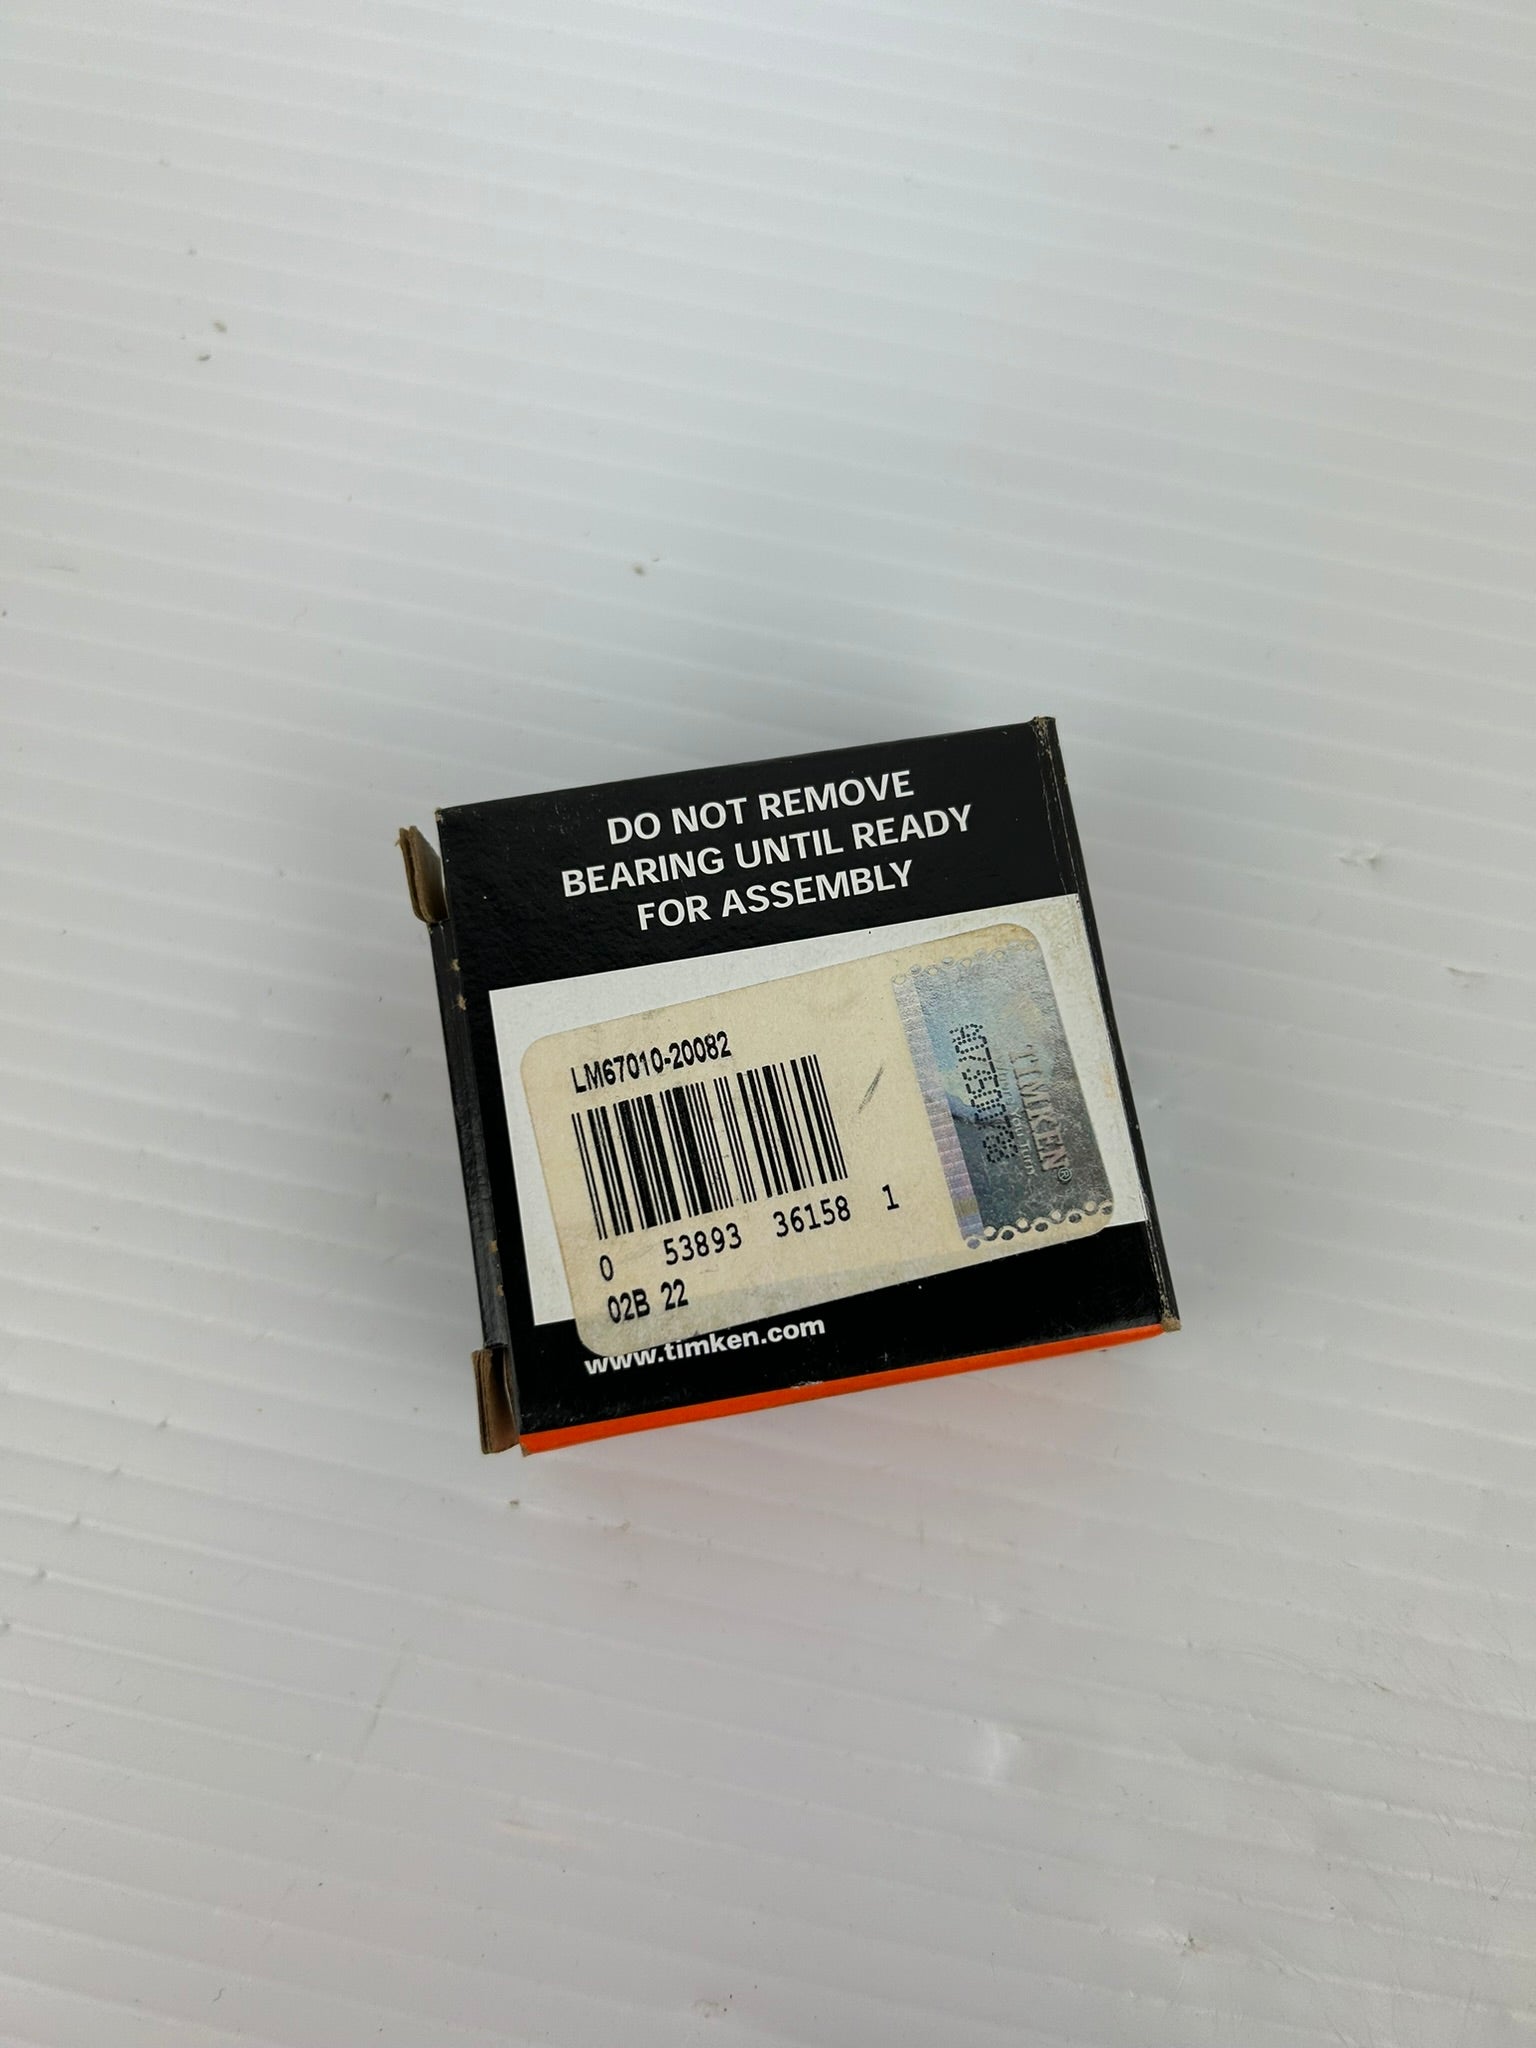 DO NOT REMOVE
BEARING UNTIL READY
FOR ASSEMBLY
LM67010-20082
0 53893 36158 1
02B 22
www.timken.com
TIMKEN®